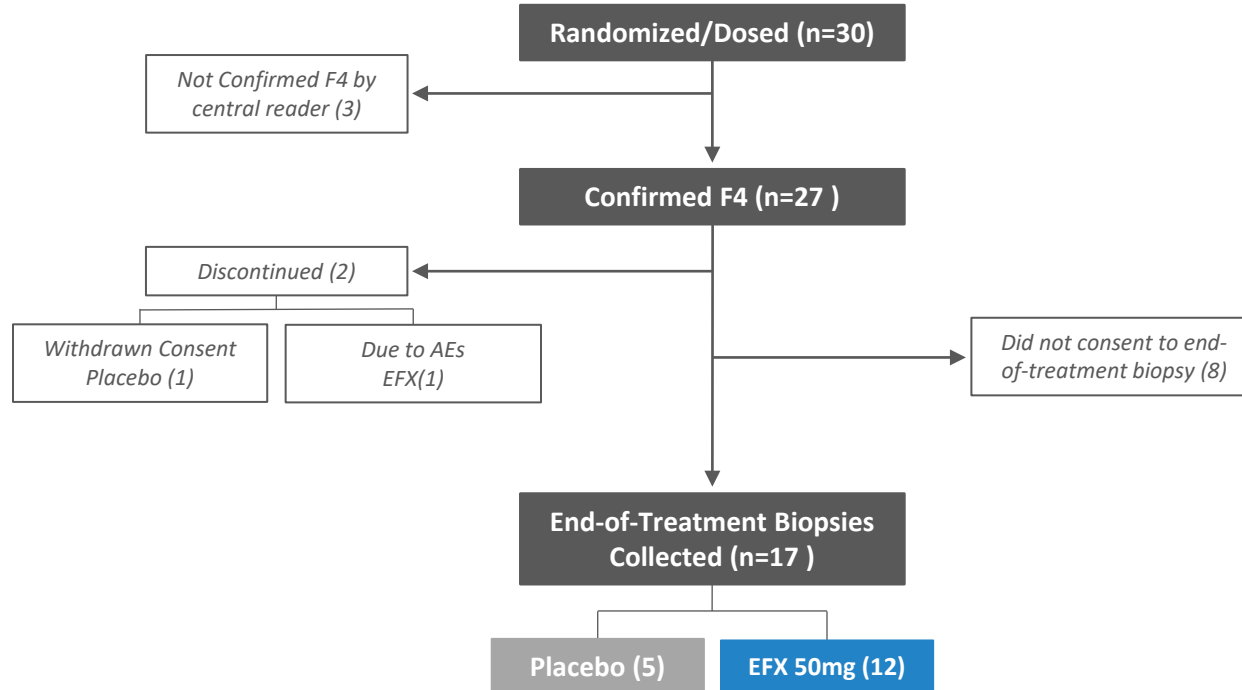 Randomized/Dosed (n=30)
Not Confirmed F4 by
central reader (3)
Confirmed F4 (n=27 )
Discontinued (2)
Withdrawn Consent
Placebo (1)
Due to AEs
EFX(1)
Did not consent to end-
of-treatment biopsy (8)
End-of-Treatment Biopsies
Collected (n=17 )
Placebo (5)
EFX 50mg (12)